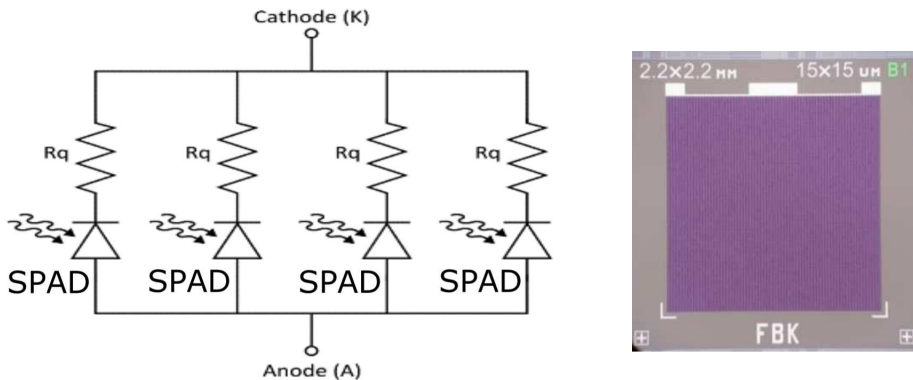 Cathode (K)
Rq Rq Rq Rq
SPAD SPAD SPAD SPAD
Anode (A)
2.2×2.2 MM 15×15 UM B1
FBK